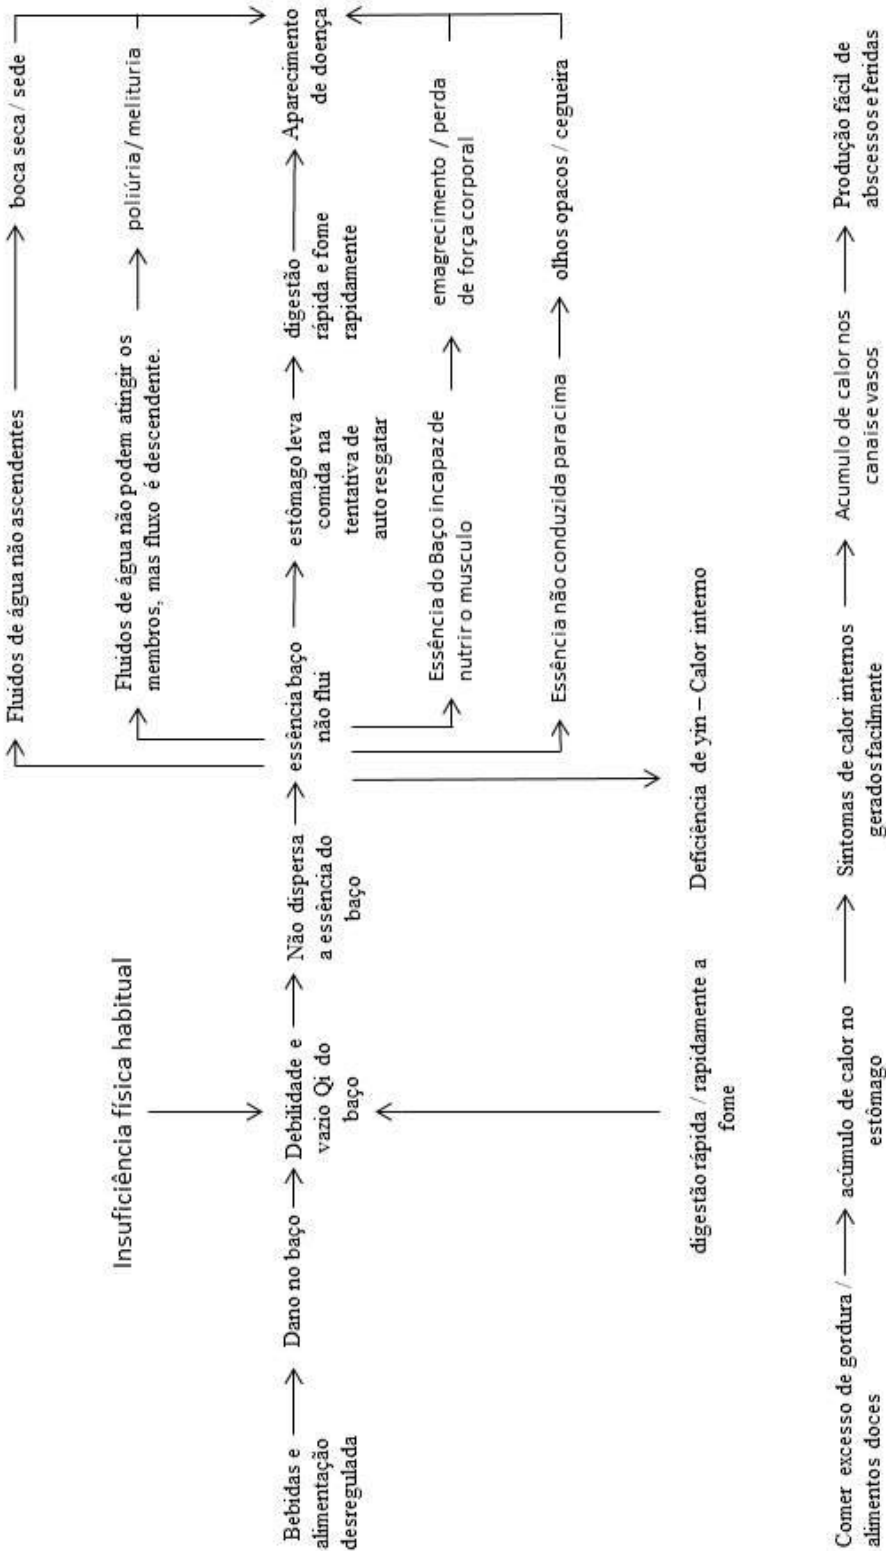 Fluidos de água não ascendentes
boca seca / sede
Insuficiência física habitual
Fluidos de água não podem atingir os
membros, mas fluxo é descendente.
poliúria/melituria
Bebidas e
alimentação
desregulada
Dano no baço
Debilidade e
vazio Qi do
baço
Não dispersa
a essência do
baço
essência baço
não flui
estômago leva
comida na
tentativa de
auto resgatar
digestão
rápida e fome
rapidamente
Aparecimento
de doença
Essência do Baço incapaz de
nutrir o musculo
emagrecimento / perda
de força corporal
Essência não conduzida para cima
olhos opacos / cegueira
digestão rápida / rapidamente a
fome
Deficiência de yin – Calor interno
Comer excesso de gordura /
alimentos doces
acúmulo de calor no
estômago
Sintomas de calor internos
gerados facilmente
Acumulo de calor nos
canais e vasos
Produção fácil de
abscessos e feridas